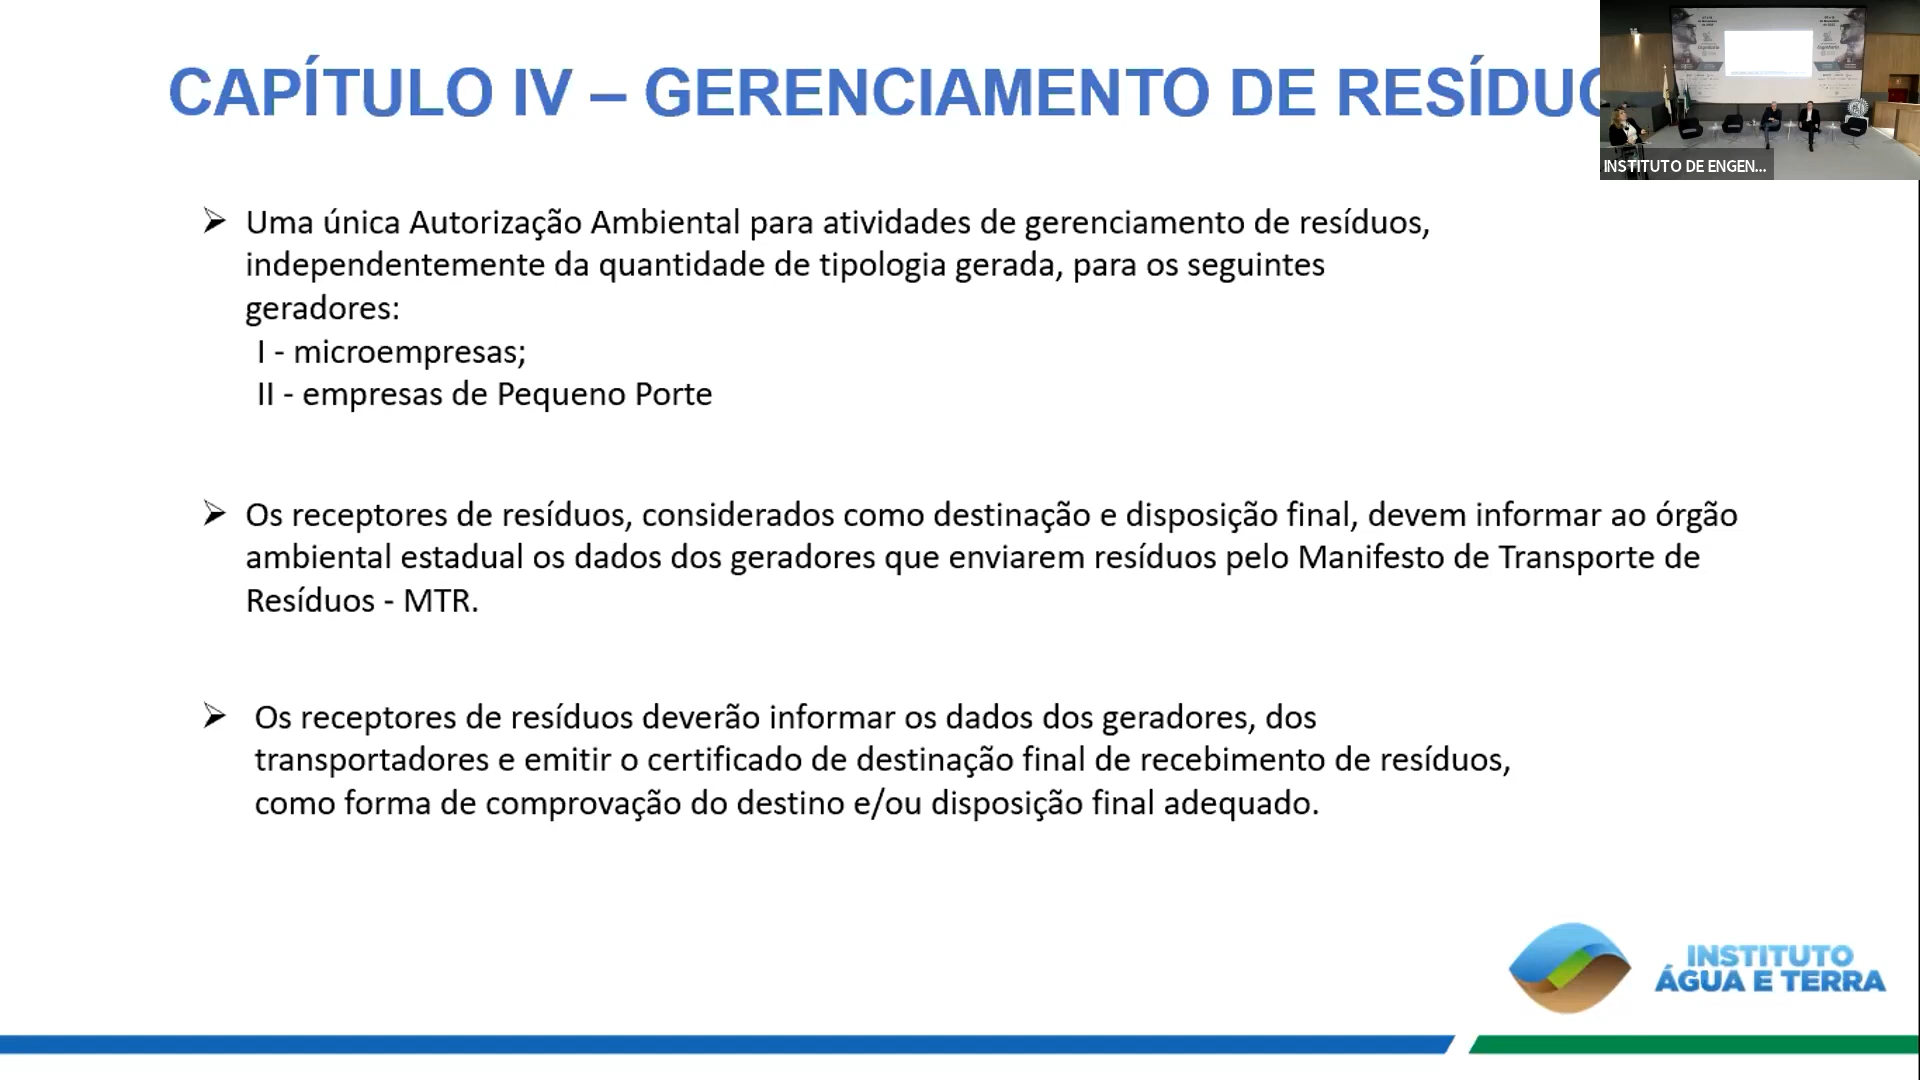 CAPÍTULO IV – GERENCIAMENTO DE RESÍDUO
INSTITUTO DE ENGEN...
➢ Uma única Autorização Ambiental para atividades de gerenciamento de resíduos,
independentemente da quantidade de tipologia gerada, para os seguintes
geradores:
I - microempresas;
II - empresas de Pequeno Porte
➢ Os receptores de resíduos, considerados como destinação e disposição final, devem informar ao órgão
ambiental estadual os dados dos geradores que enviarem resíduos pelo Manifesto de Transporte de
Resíduos - MTR.
➢ Os receptores de resíduos deverão informar os dados dos geradores, dos
transportadores e emitir o certificado de destinação final de recebimento de resíduos,
como forma de comprovação do destino e/ou disposição final adequado.
INSTITUTO
ÁGUA E TERRA